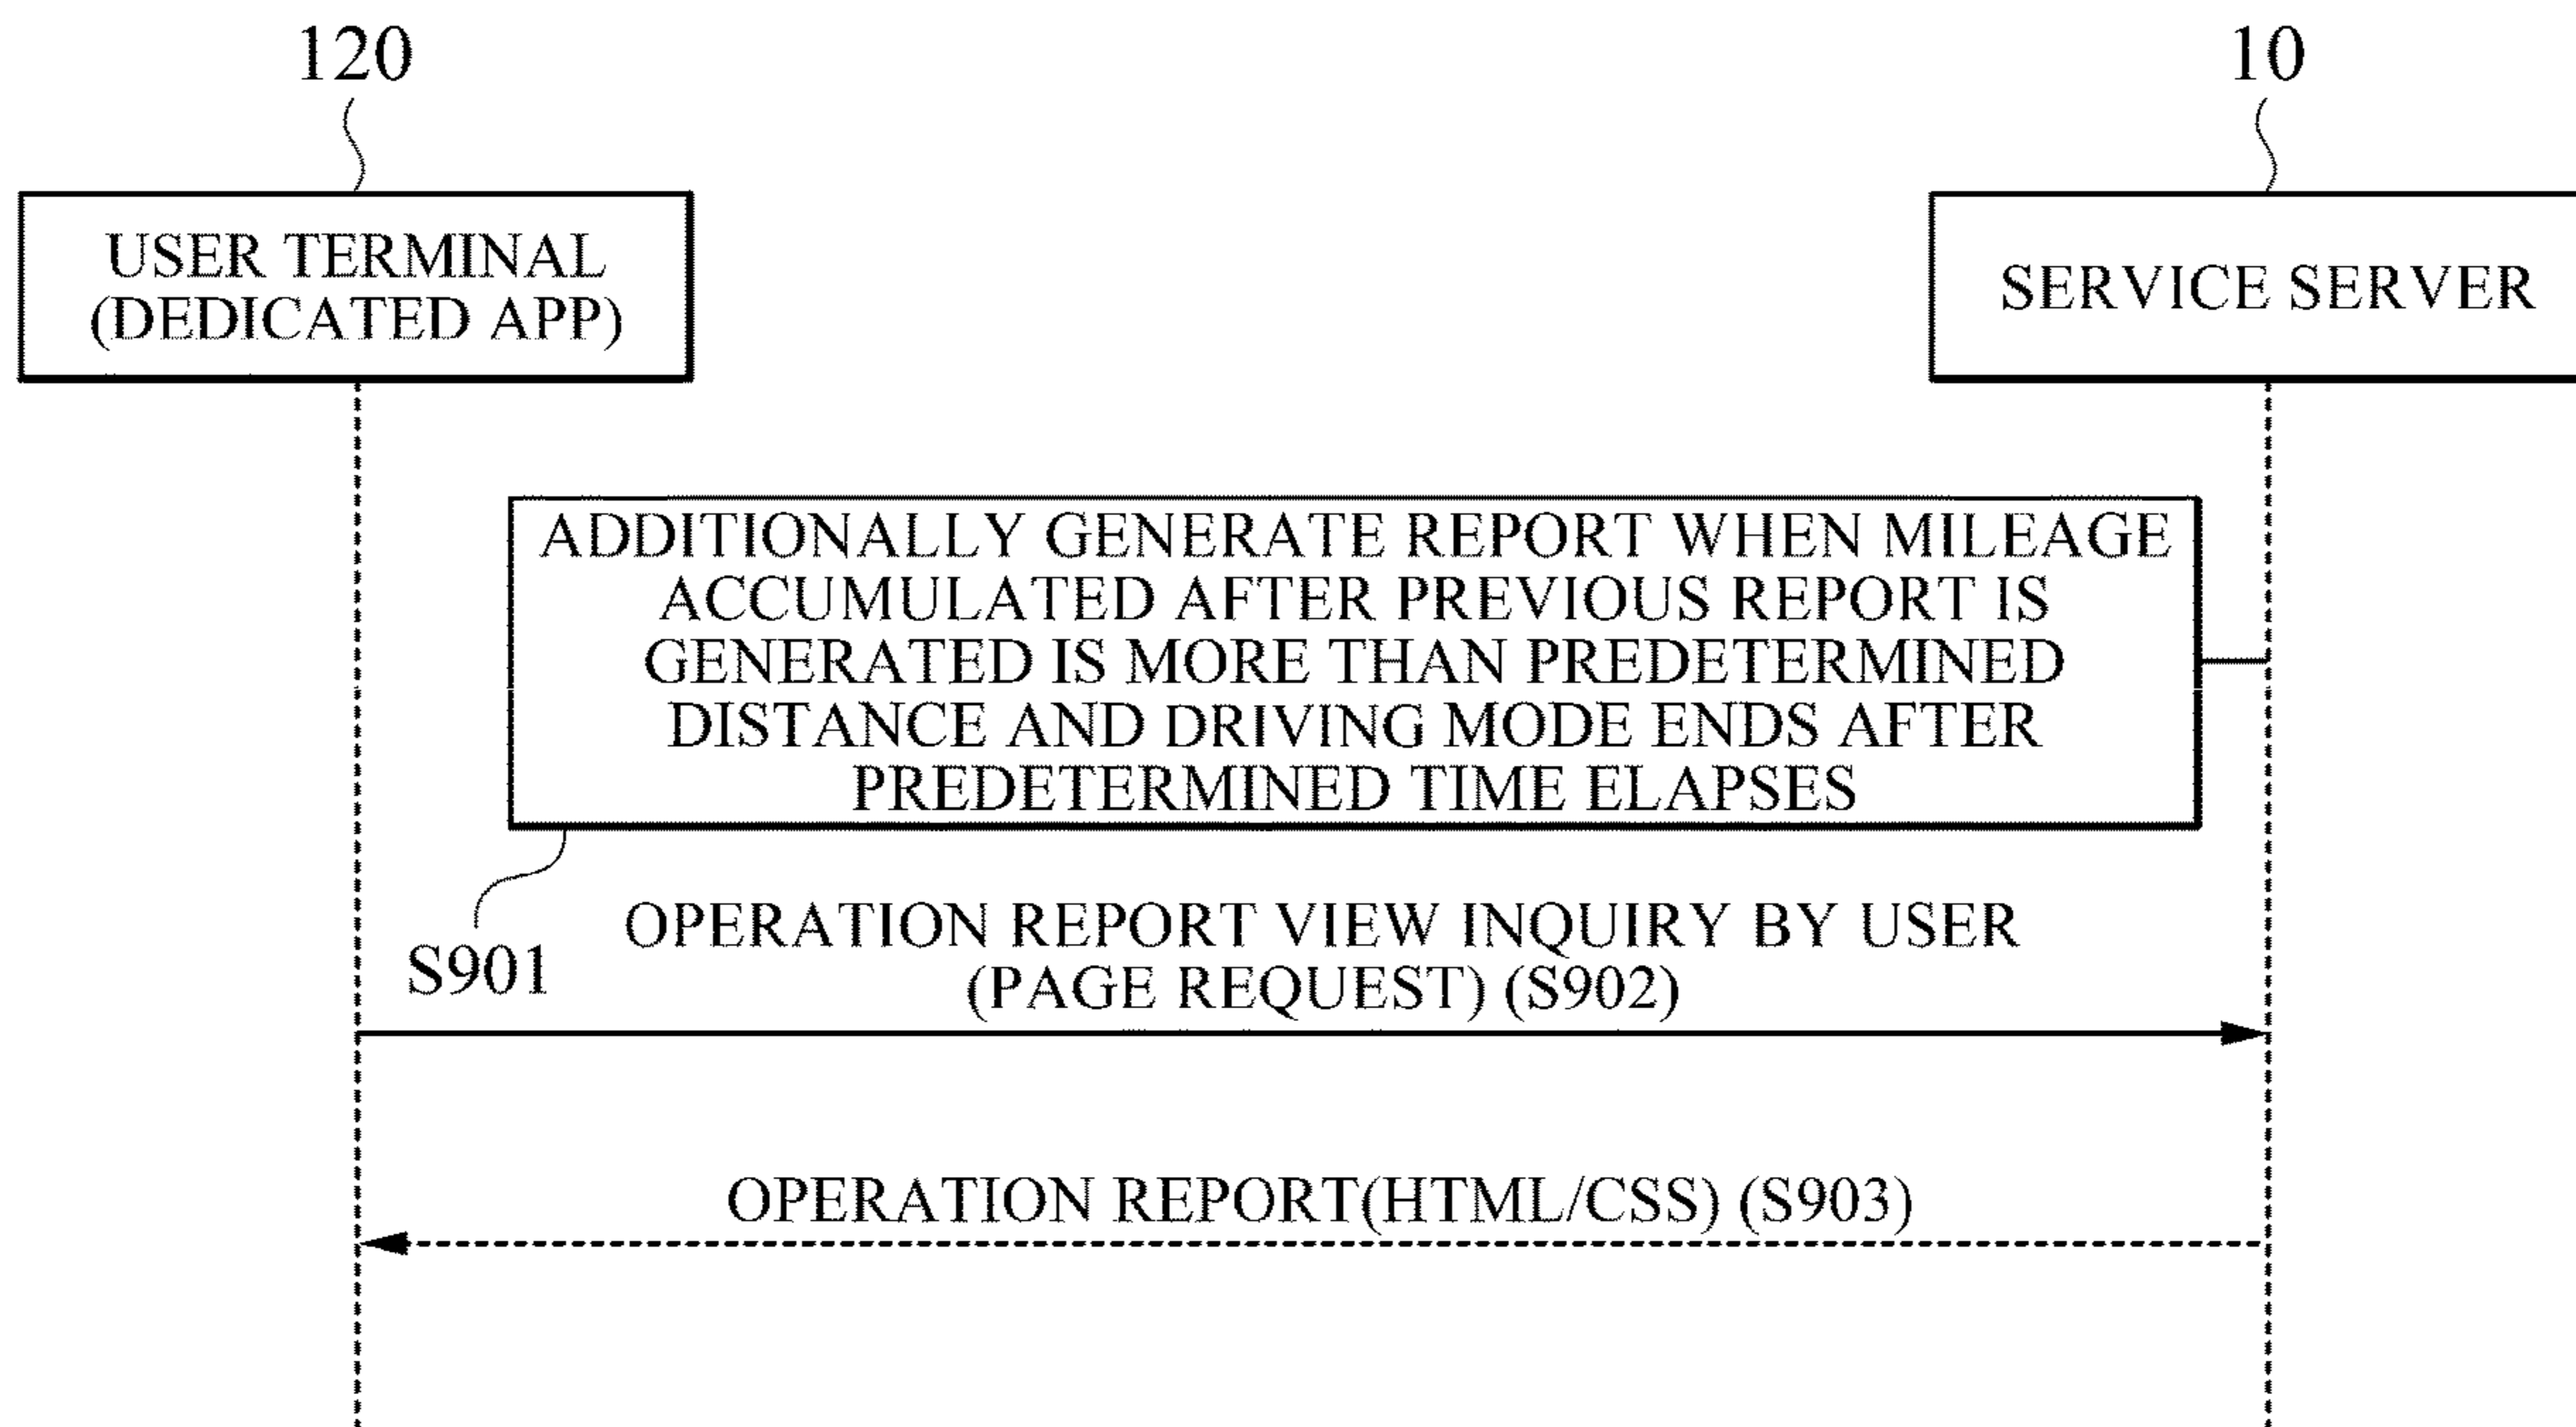 120
10
USER TERMINAL
(DEDICATED APP)
SERVICE SERVER
ADDITIONALLY GENERATE REPORT WHEN MILEAGE
ACCUMULATED AFTER PREVIOUS REPORT IS
GENERATED IS MORE THAN PREDETERMINED
DISTANCE AND DRIVING MODE ENDS AFTER
PREDETERMINED TIME ELAPSES
S901
OPERATION REPORT VIEW INQUIRY BY USER
(PAGE REQUEST) (S902)
OPERATION REPORT(HTML/CSS) (S903)